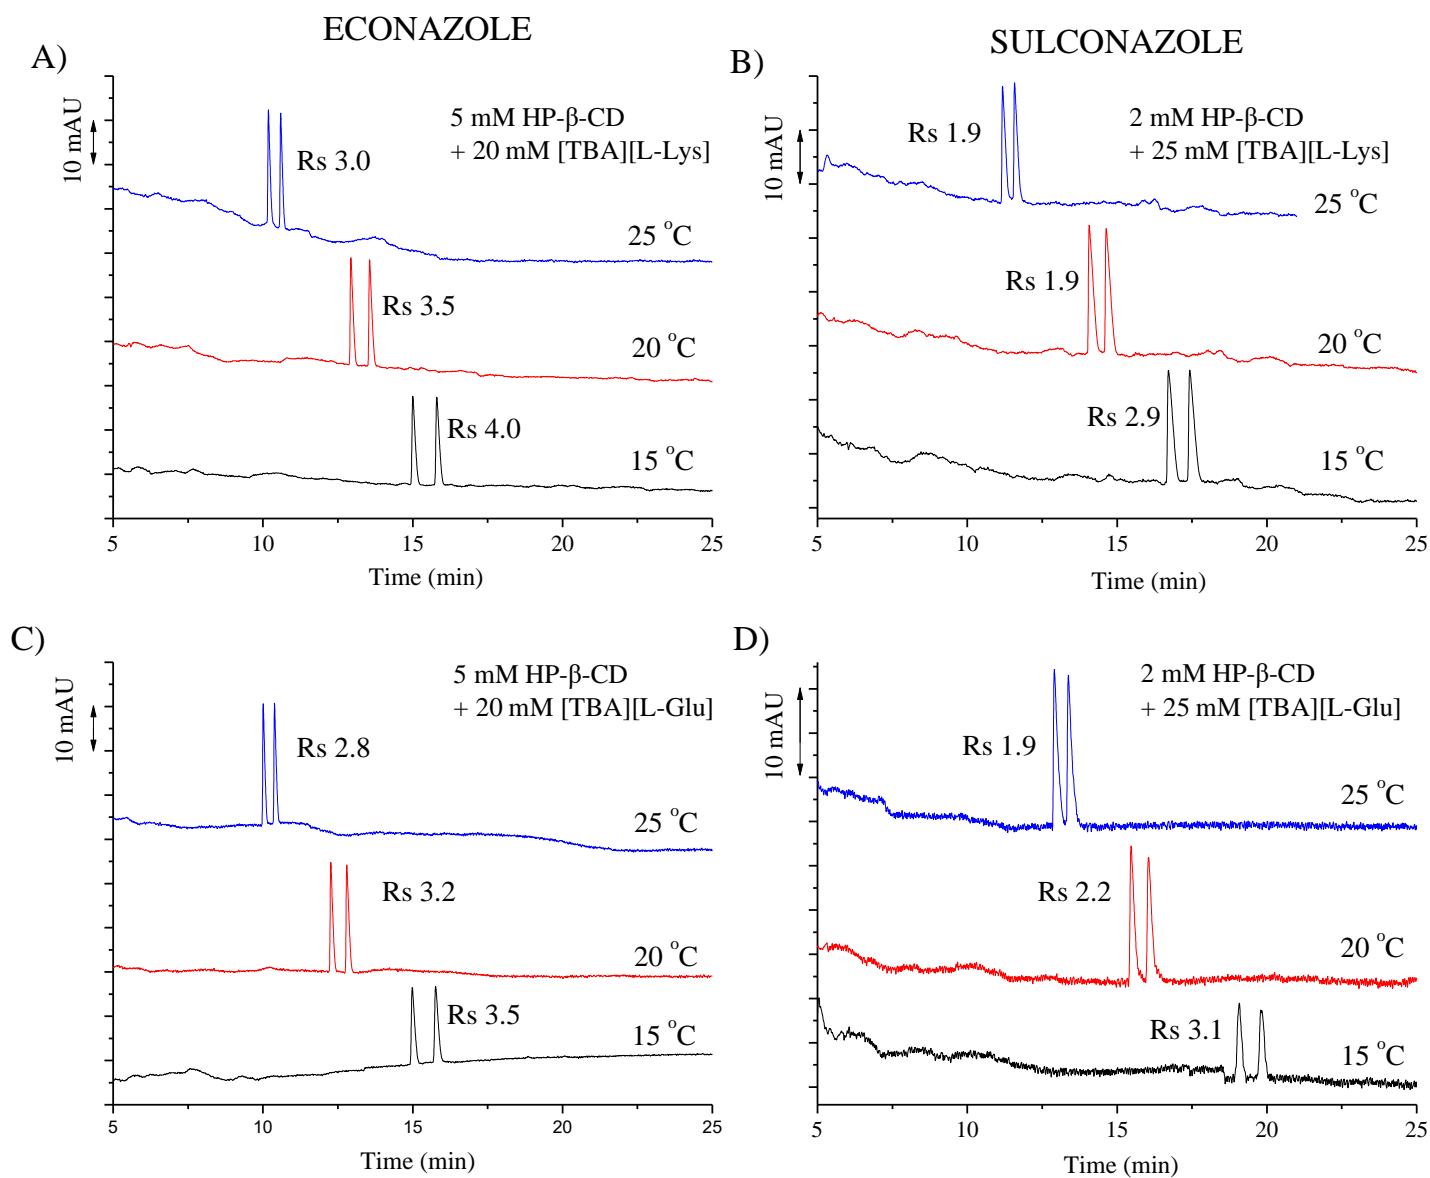 ECONAZOLE
SULCONAZOLE
A)
10 mAU
5 mM HP-β-CD
+ 20 mM [TBA][L-Lys]
Rs 3.0
25 °C
Rs 3.5
20 °C
Rs 4.0
15 °C
5 10 15 20 25
Time (min)
B)
10 mAU
2 mM HP-β-CD
+ 25 mM [TBA][L-Lys]
Rs 1.9
25 °C
Rs 1.9
20 °C
Rs 2.9
15 °C
5 10 15 20 25
Time (min)
C)
10 mAU
5 mM HP-β-CD
+ 20 mM [TBA][L-Glu]
Rs 2.8
25 °C
Rs 3.2
20 °C
Rs 3.5
15 °C
5 10 15 20 25
Time (min)
D)
10 mAU
2 mM HP-β-CD
+ 25 mM [TBA][L-Glu]
Rs 1.9
25 °C
Rs 2.2
20 °C
Rs 3.1
15 °C
5 10 15 20 25
Time (min)